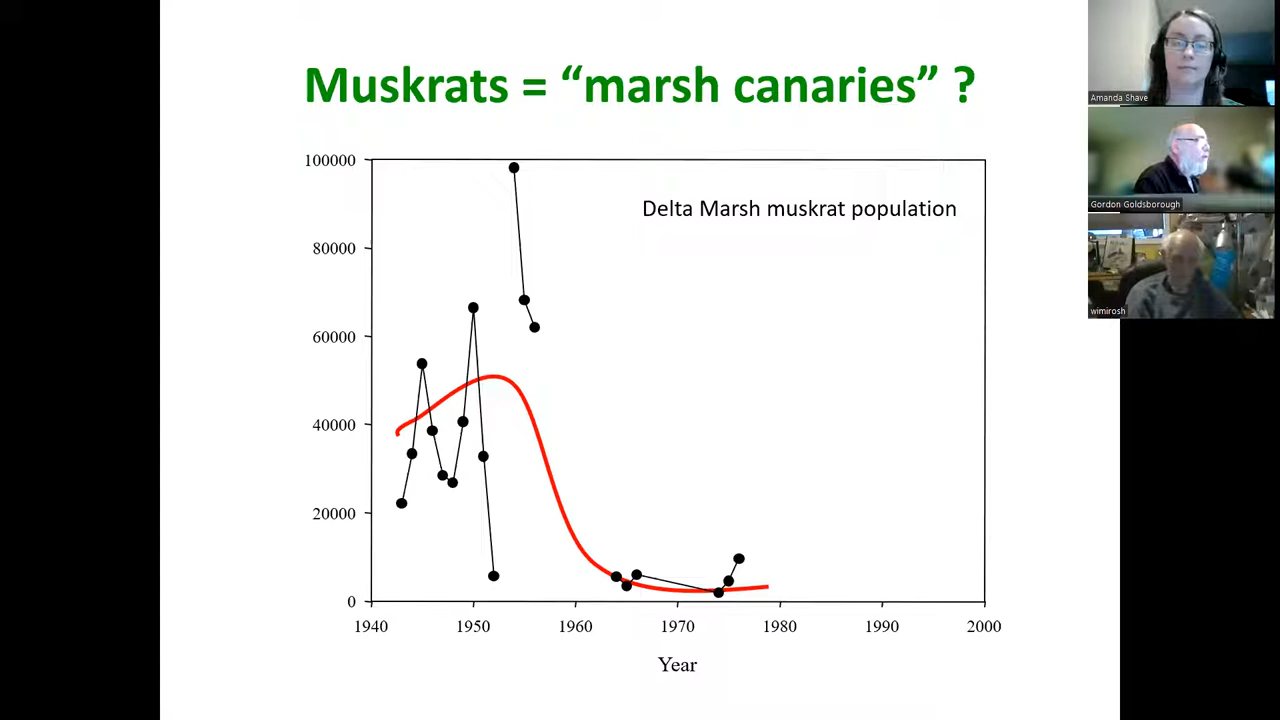 Muskrats = “marsh canaries” ?
Amanda Shave
Gordon Goldsborough
wimirosh
Delta Marsh muskrat population
100000
80000
60000
40000
20000
0
1940 1950 1960 1970 1980 1990 2000
Year